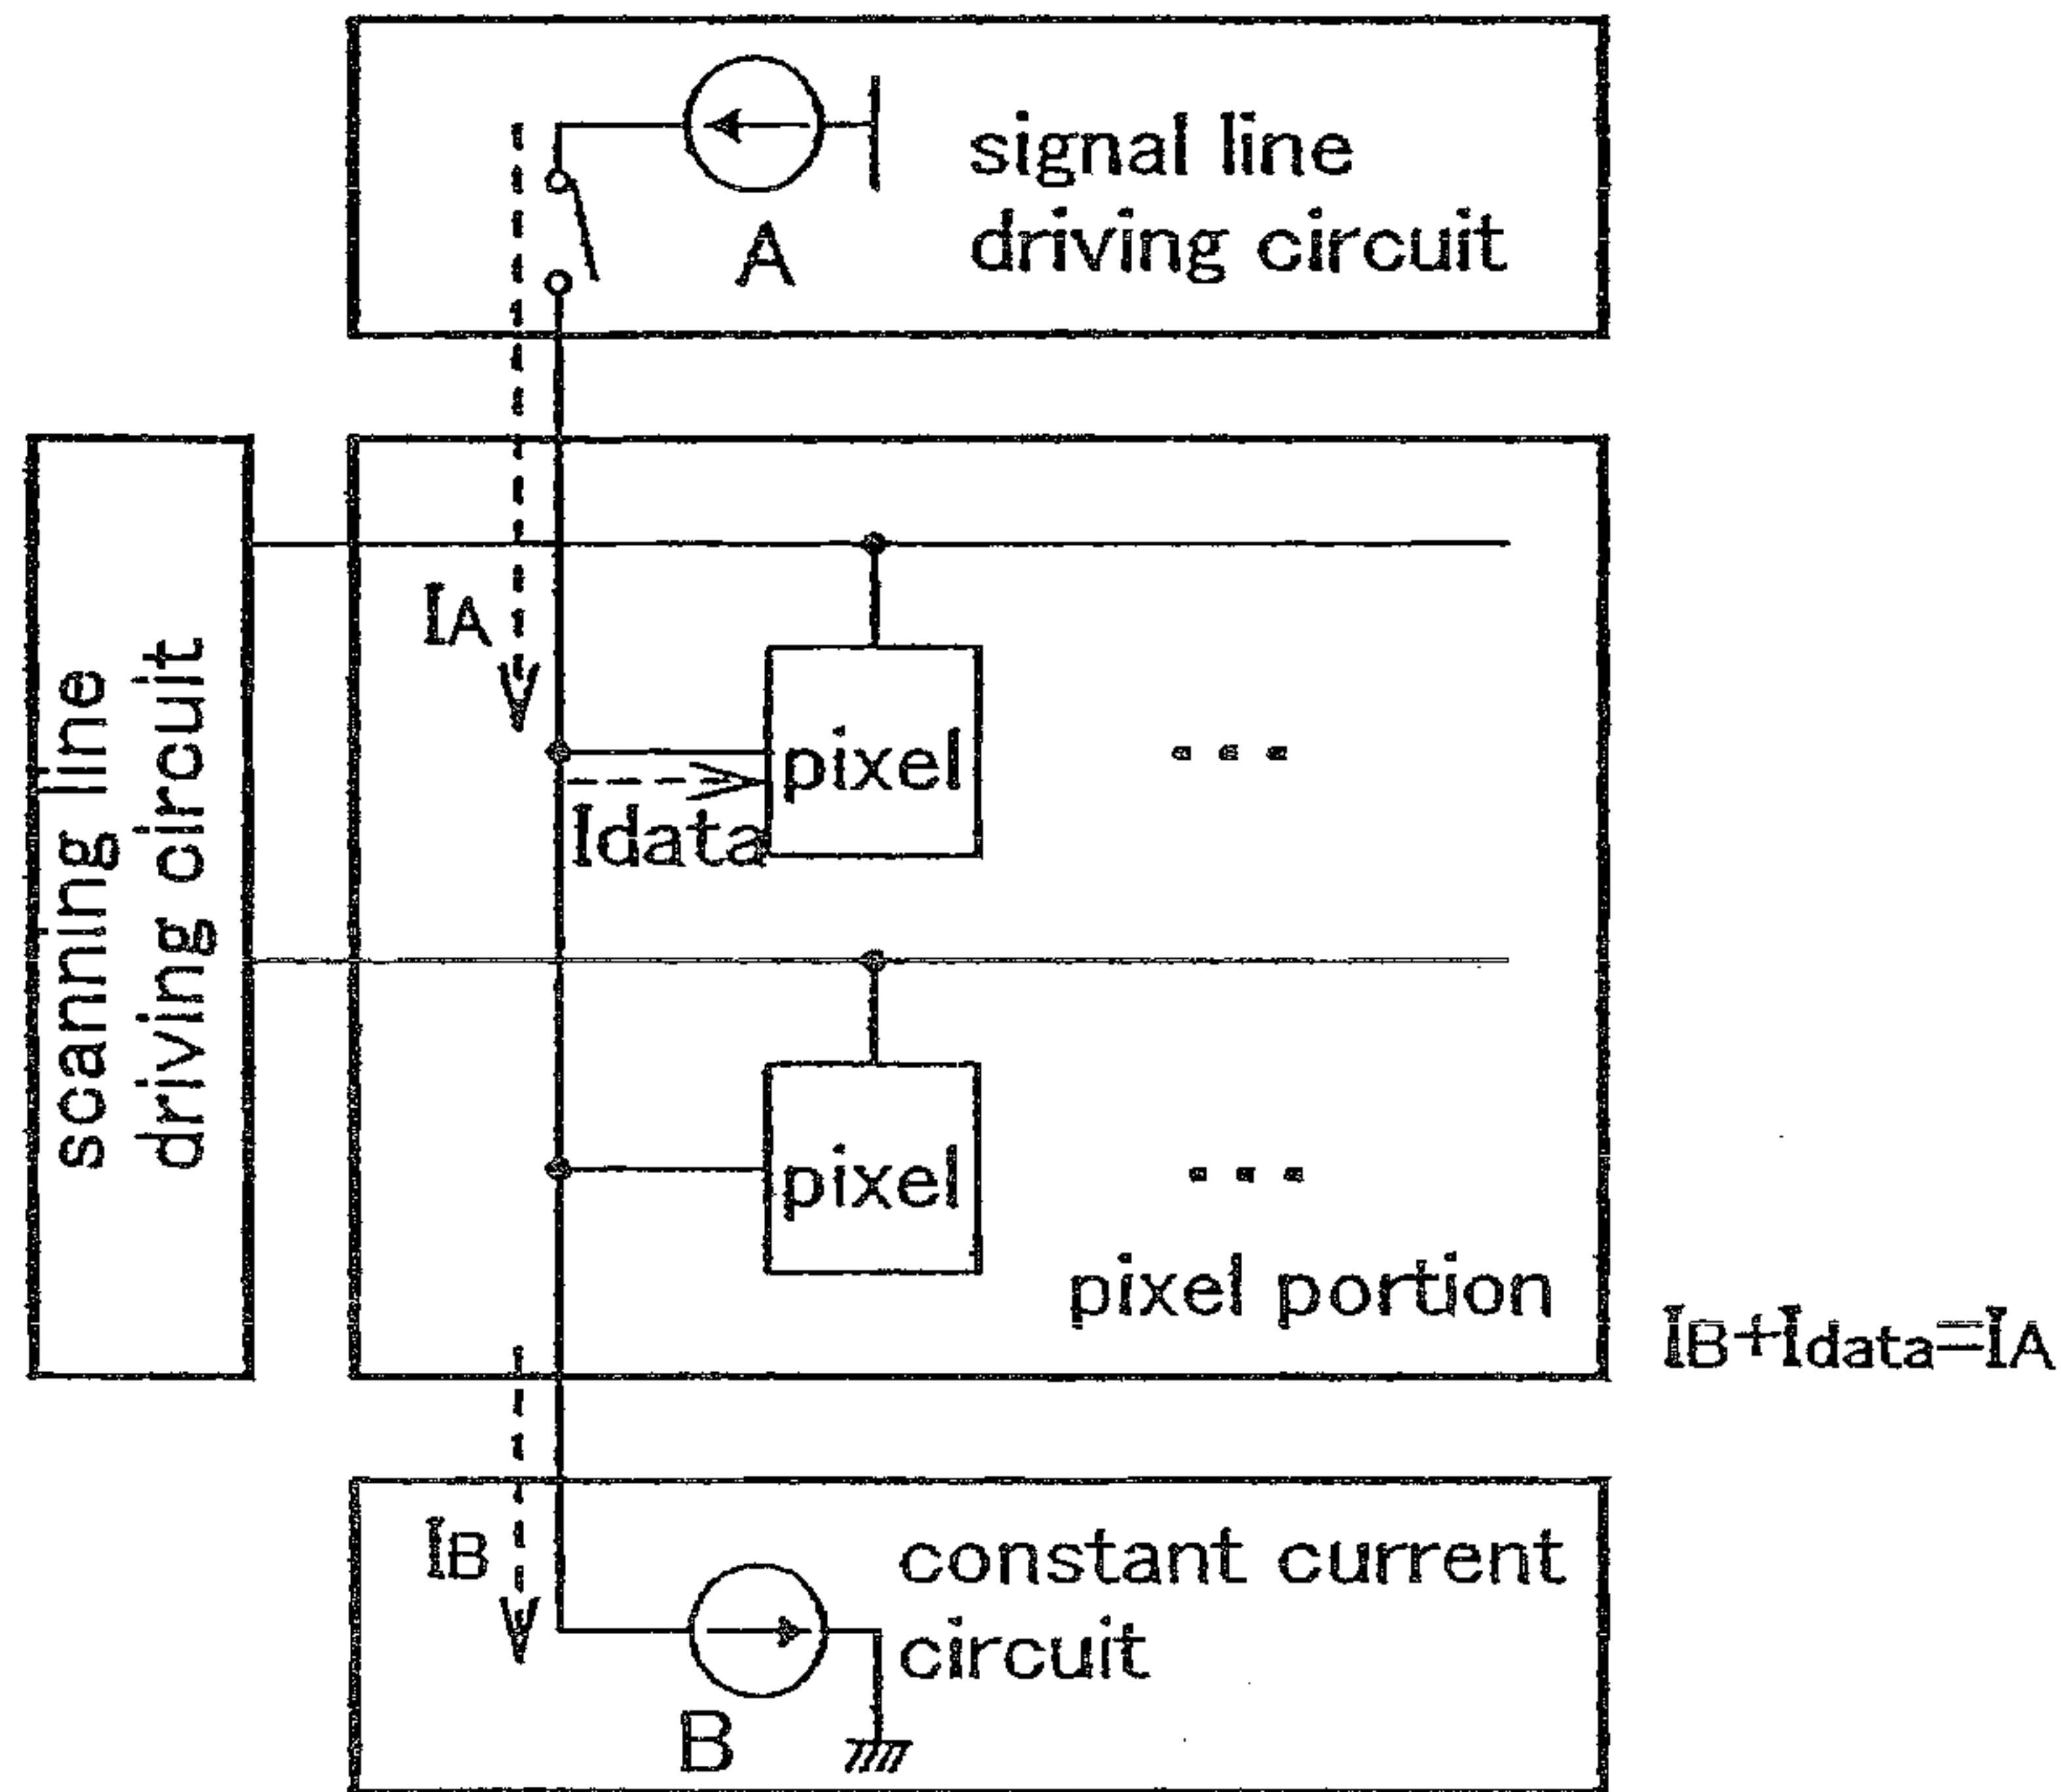 signal line
driving circuit
A
scanning line
driving circuit
IA
pixel
Idata
pixel
pixel portion
IB+Idata=IA
IB
constant current
circuit
B